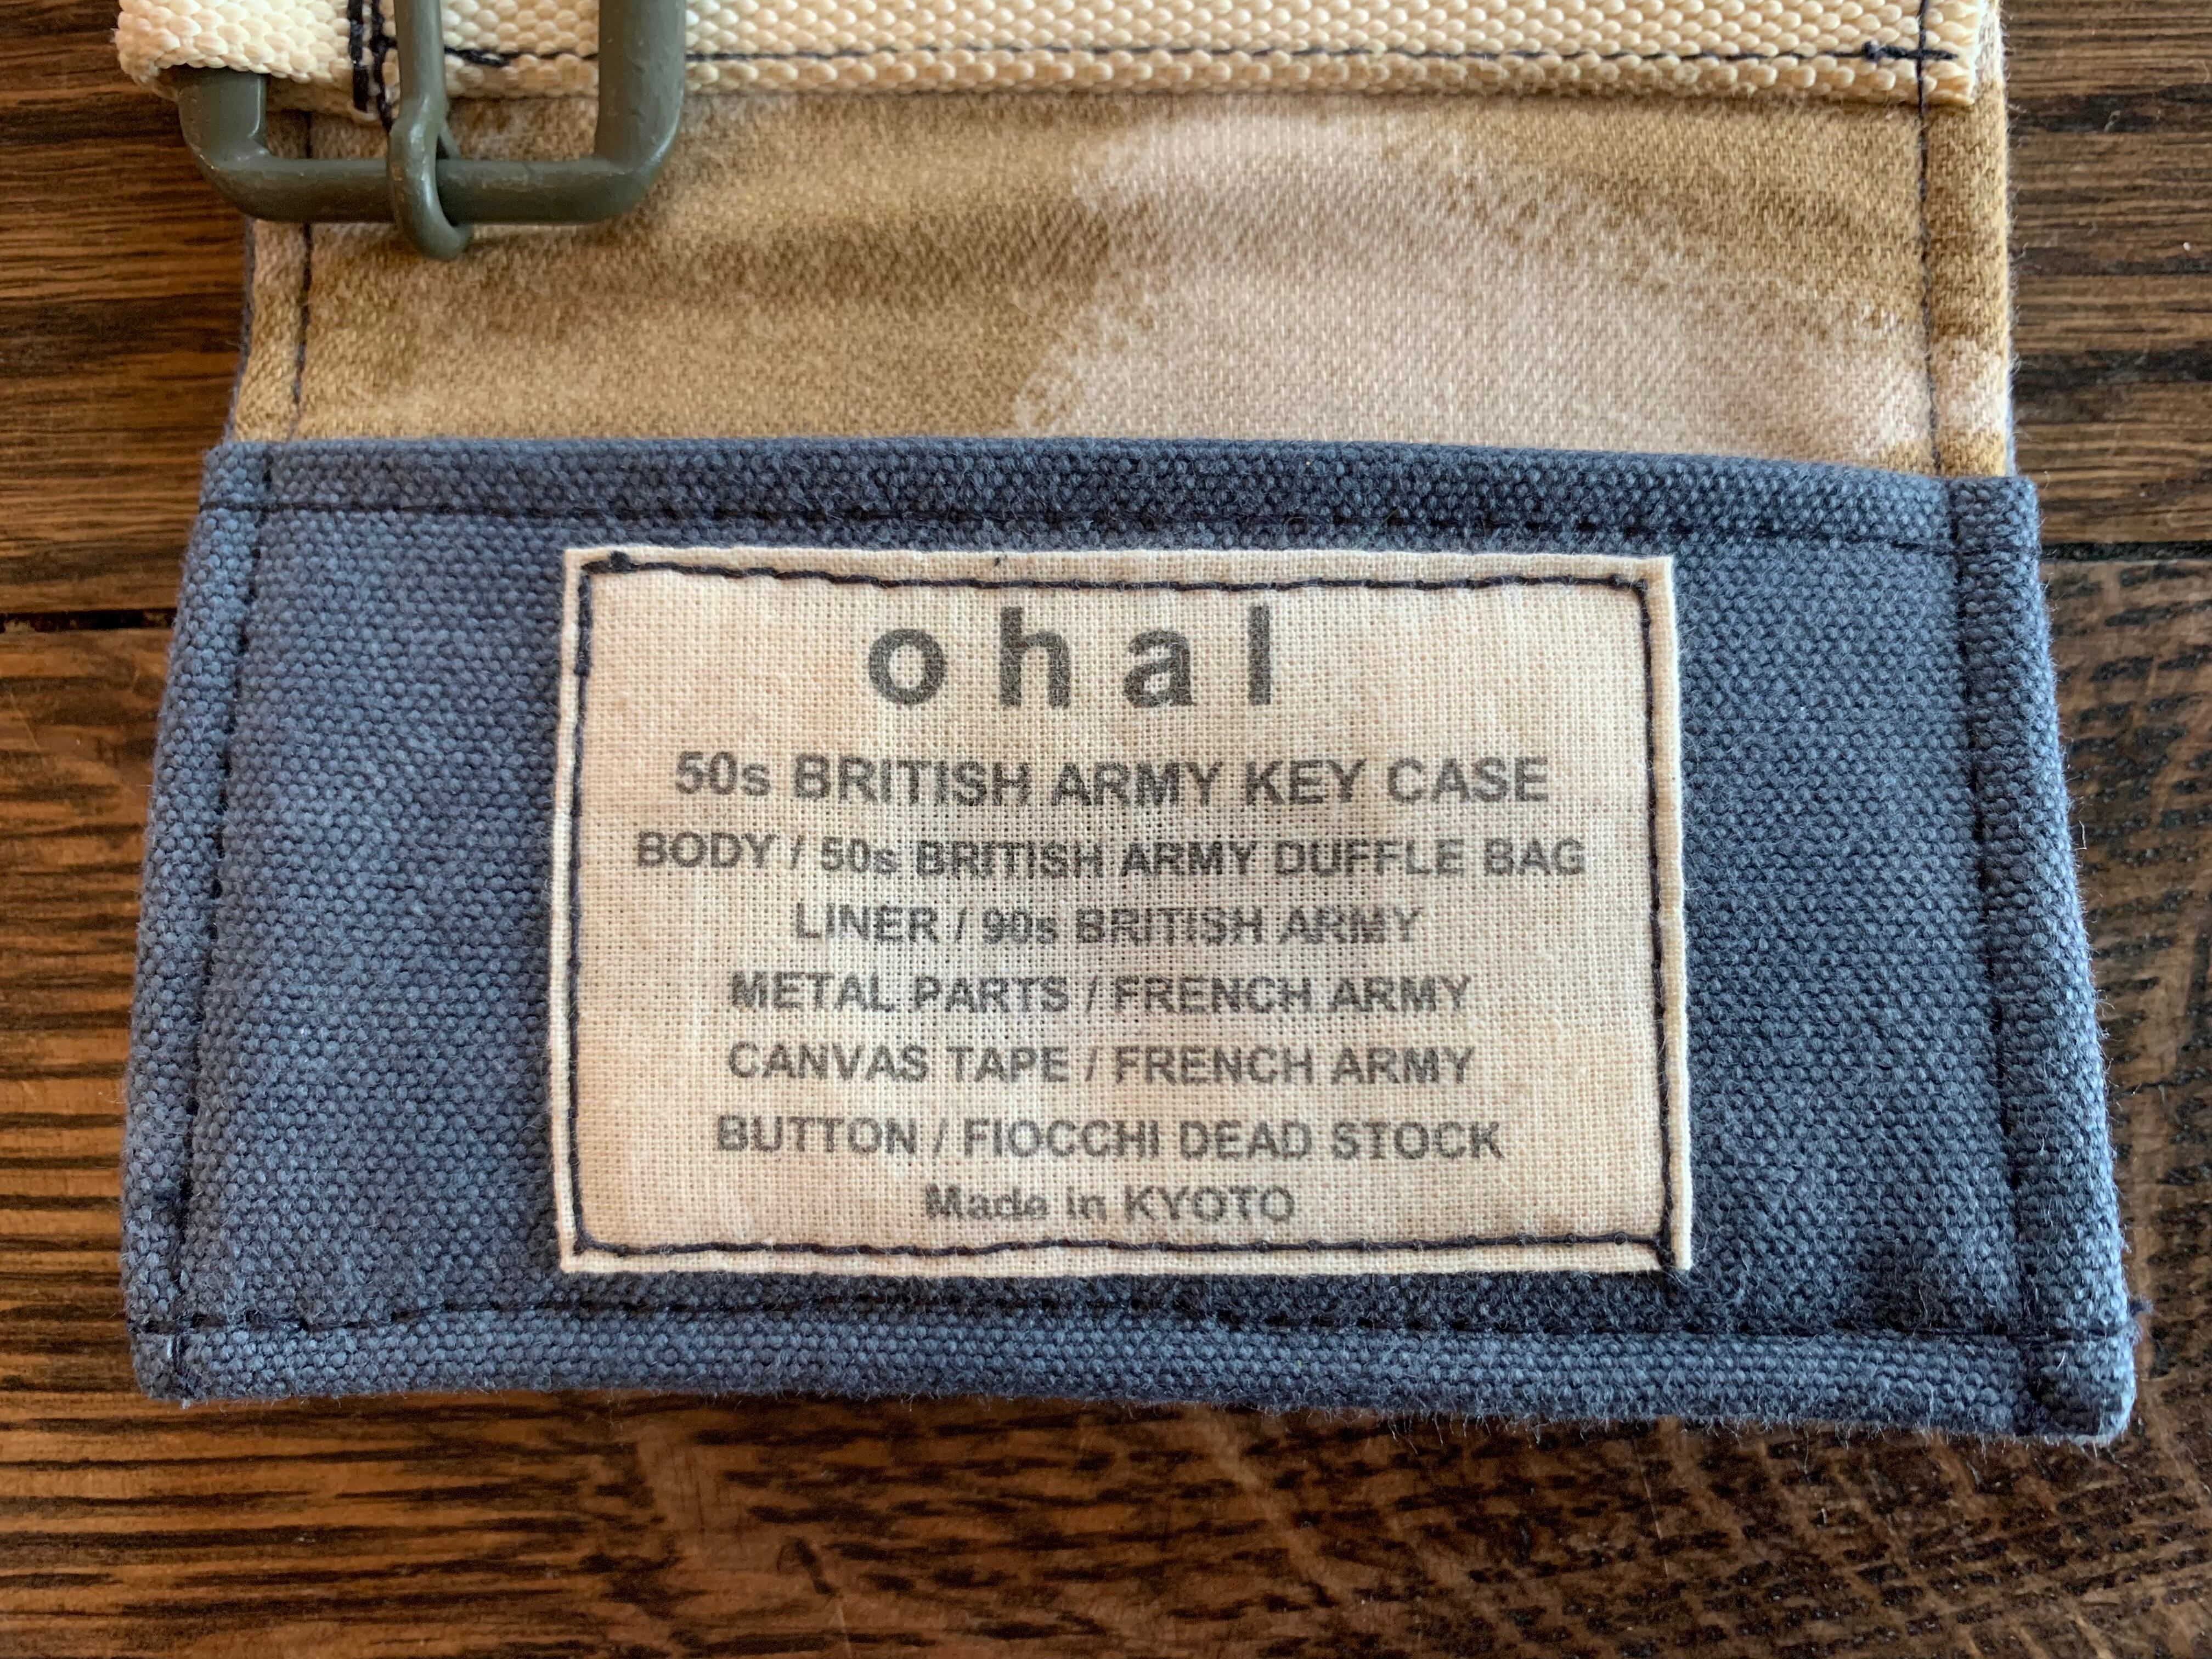 ohal
50s BRITISH ARMY KEY CASE
BODY / 50s BRITISH ARMY DUFFLE BAG
LINER / 90s BRITISH ARMY
METAL PARTS / FRENCH ARMY
CANVAS TAPE / FRENCH ARMY
BUTTON / FIOCCHI DEAD STOCK
Made in KYOTO